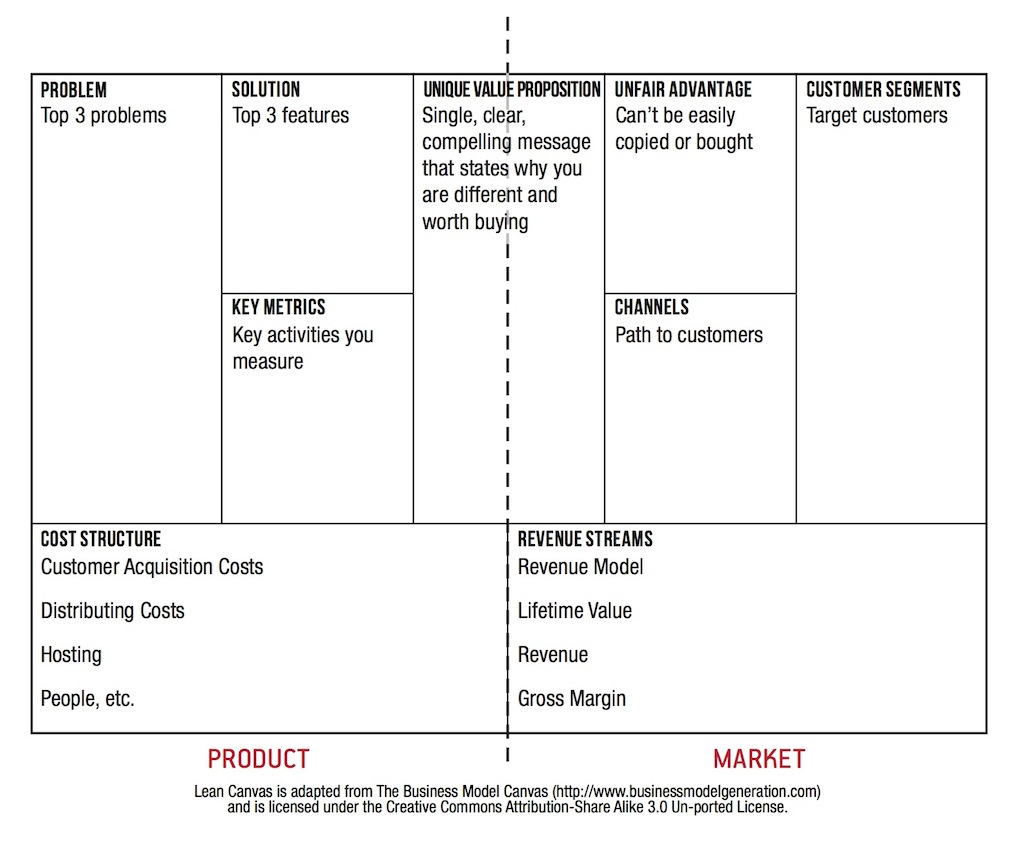 PROBLEM
Top 3 problems
SOLUTION
Top 3 features
KEY METRICS
Key activities you
measure
UNIQUE VALUE PROPOSITION
Single, clear,
compelling message
that states why you
are different and
worth buying
UNFAIR ADVANTAGE
Can't be easily
copied or bought
CHANNELS
Path to customers
CUSTOMER SEGMENTS
Target customers
COST STRUCTURE
Customer Acquisition Costs
Distributing Costs
Hosting
People, etc.
REVENUE STREAMS
Revenue Model
Lifetime Value
Revenue
Gross Margin
PRODUCT
MARKET
Lean Canvas is adapted from The Business Model Canvas (http://www.businessmodelgeneration.com)
and is licensed under the Creative Commons Attribution-Share Alike 3.0 Un-ported License.